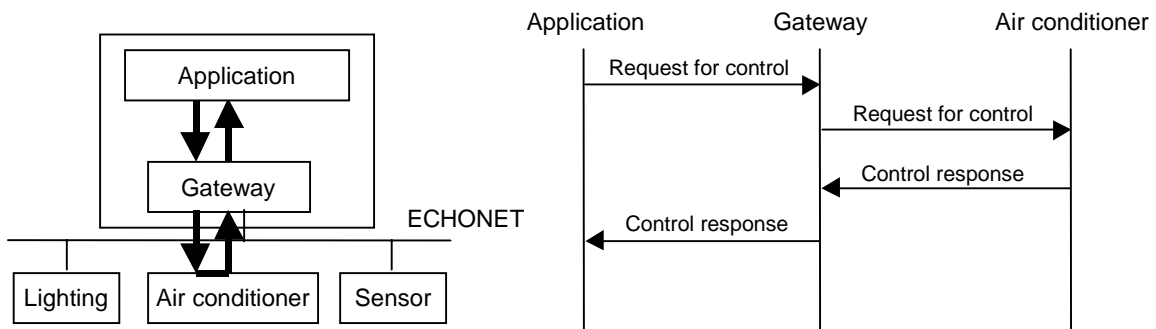 Application
Gateway
ECHONET
Lighting
Air conditioner
Sensor
Application
Gateway
Air conditioner
Request for control
Request for control
Control response
Control response